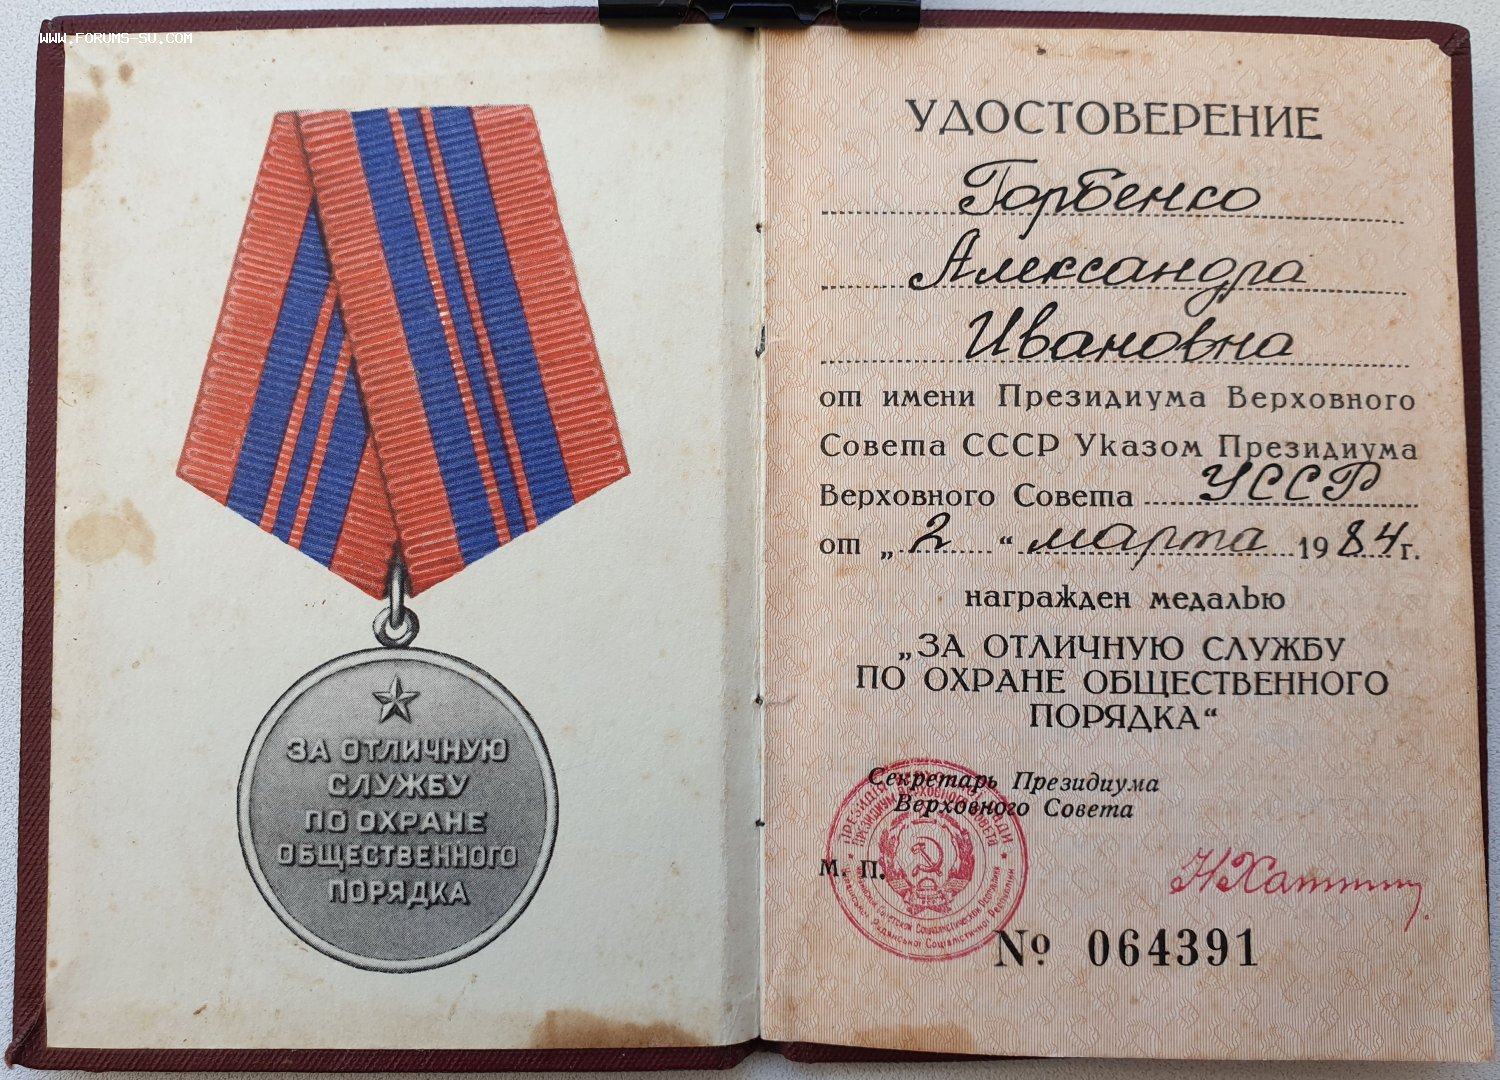 www.forums-su.com
ЗА ОТЛИЧНУЮ
СЛУЖБУ
ПО ОХРАНЕ
ОБЩЕСТВЕННОГО
ПОРЯДКА
УДОСТОВЕРЕНИЕ
Горбенко
Александра
Ивановна
от имени Президиума Верховного
Совета СССР Указом Президиума
Верховного Совета УССР
от „2“ марта 1984 г.
награжден медалью
„ЗА ОТЛИЧНУЮ СЛУЖБУ
ПО ОХРАНЕ ОБЩЕСТВЕННОГО
ПОРЯДКА“
Секретарь Президиума
Верховного Совета
М. П.
№ 064391